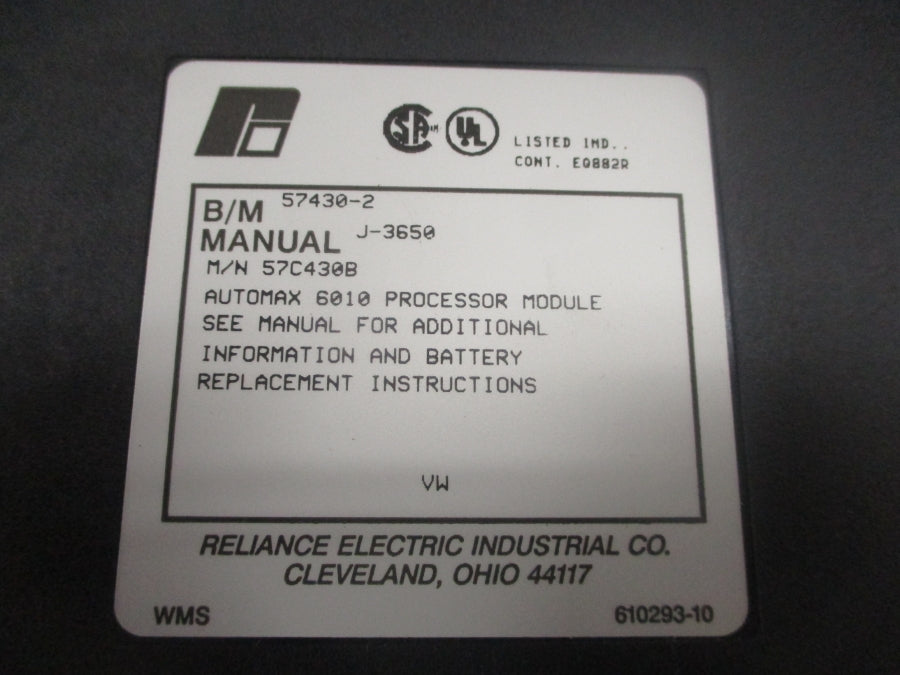 LISTED IND..
CONT. EQ882R
B/M 57430-2
MANUAL J-3650
M/N 57C430B
AUTOMAX 6010 PROCESSOR MODULE
SEE MANUAL FOR ADDITIONAL
INFORMATION AND BATTERY
REPLACEMENT INSTRUCTIONS
VW
RELIANCE ELECTRIC INDUSTRIAL CO.
CLEVELAND, OHIO 44117
WMS 610293-10